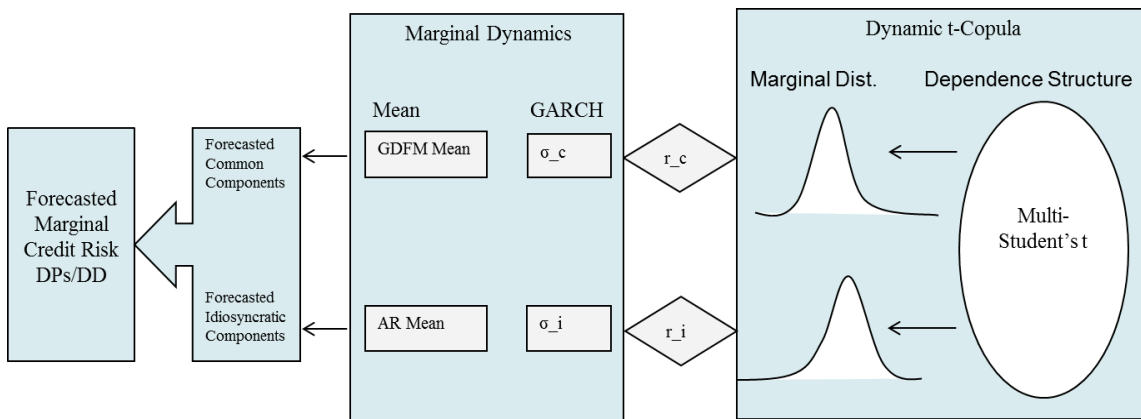 Forecasted
Marginal
Credit Risk
DPs/DD
Forecasted
Common
Components
Forecasted
Idiosyncratic
Components
Marginal Dynamics
Mean
GARCH
GDFM Mean
σ_c
AR Mean
σ_i
r_c
r_i
Dynamic t-Copula
Marginal Dist.
Dependence Structure
Multi-
Student's t